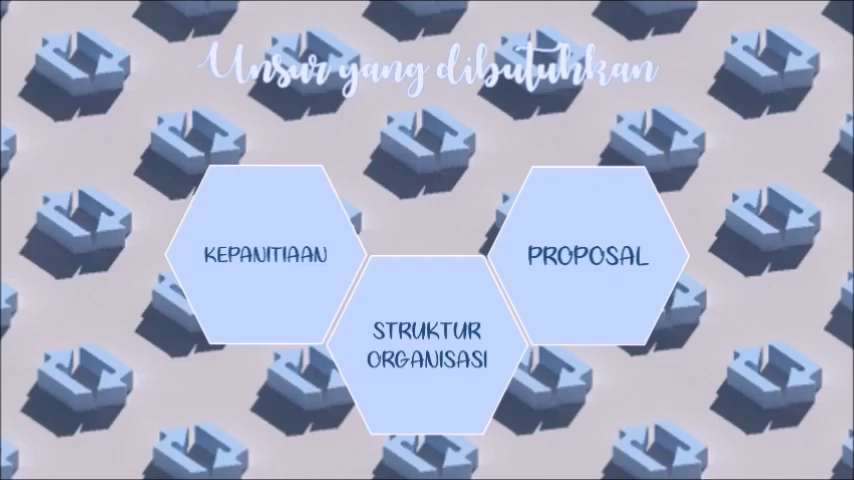 Unsur yang dibutuhkan
KEPANITIAAN
STRUKTUR
ORGANISASI
PROPOSAL